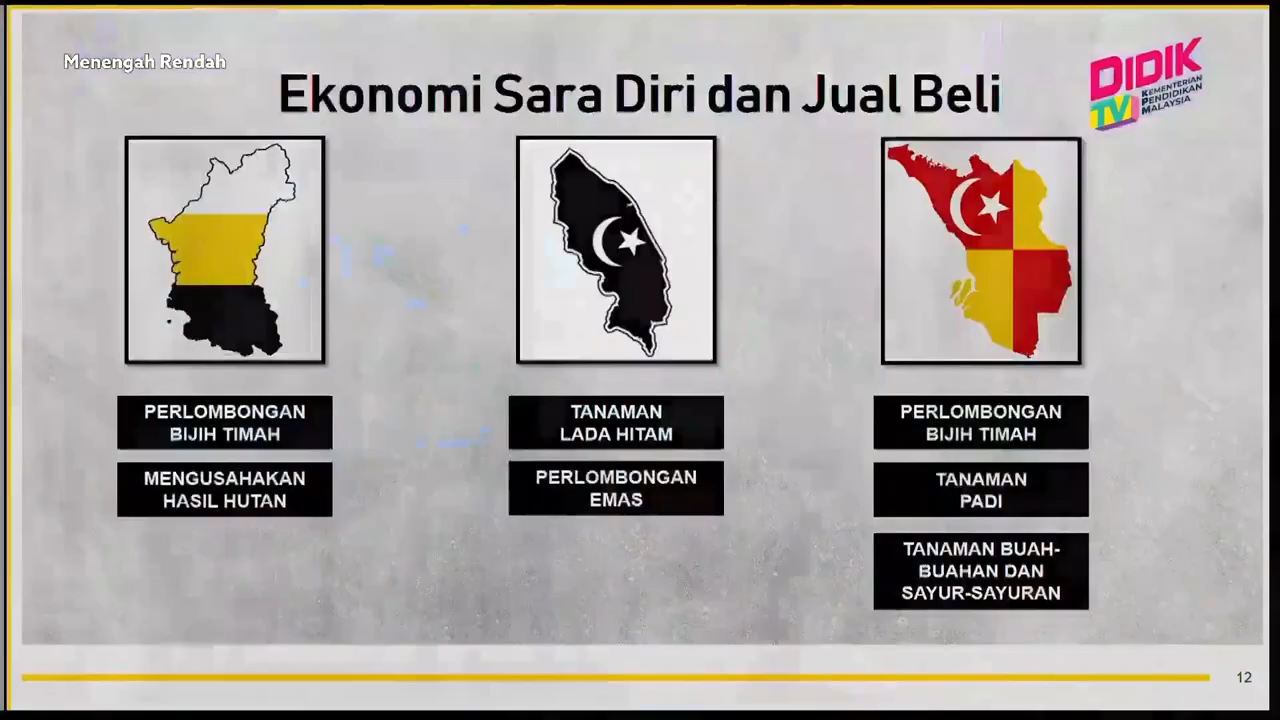 Menengah Rendah
Ekonomi Sara Diri dan Jual Beli
DIDIK
TV
KEMENTERIAN
PENDIDIKAN
MALAYSIA
PERLOMBONGAN
BIJIH TIMAH
MENGUSAHAKAN
HASIL HUTAN
TANAMAN
LADA HITAM
PERLOMBONGAN
EMAS
PERLOMBONGAN
BIJIH TIMAH
TANAMAN
PADI
TANAMAN BUAH-
BUAHAN DAN
SAYUR-SAYURAN
12